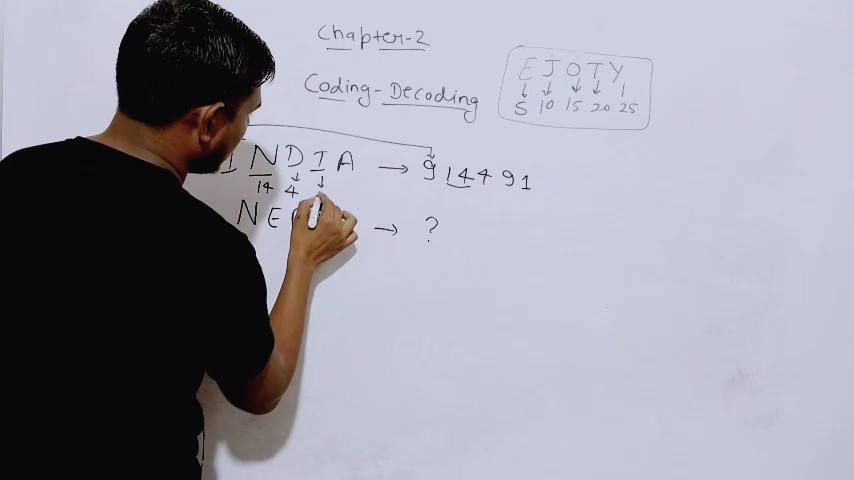 Chapter-2
Coding-Decoding
E J O T Y
5 10 15 20 25
I N D I A → 9 14 4 9 1
14 4
N E → ?